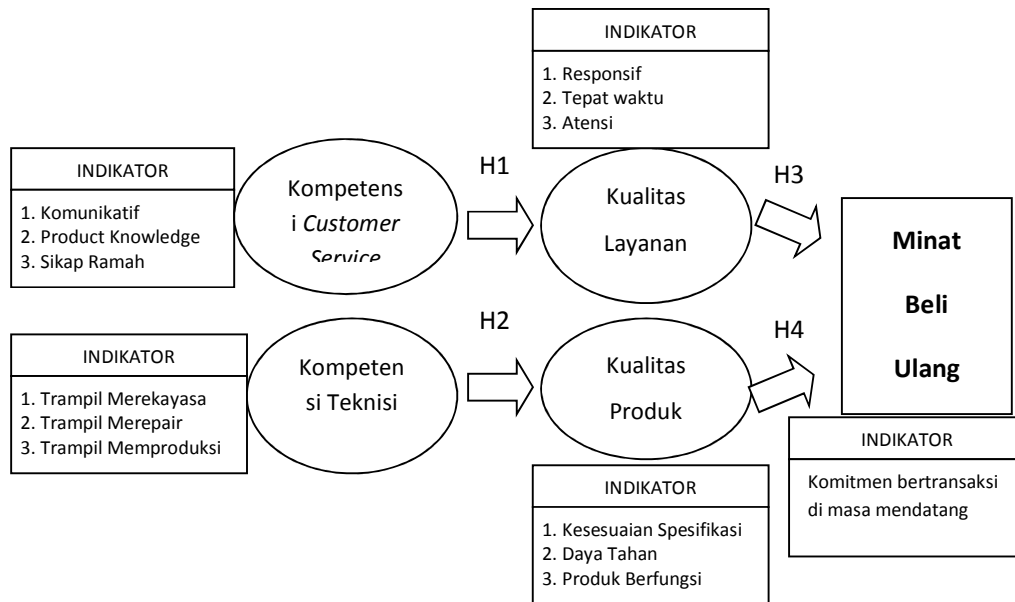 INDIKATOR
1. Responsif
2. Tepat waktu
3. Atensi
INDIKATOR
1. Komunikatif
2. Product Knowledge
3. Sikap Ramah
Kompetens
i Customer
Service
H1
Kualitas
Layanan
H3
Minat
Beli
Ulang
INDIKATOR
1. Trampil Merekayasa
2. Trampil Merepair
3. Trampil Memproduksi
Kompeten
si Teknisi
H2
Kualitas
Produk
H4
INDIKATOR
Komitmen bertransaksi
di masa mendatang
INDIKATOR
1. Kesesuaian Spesifikasi
2. Daya Tahan
3. Produk Berfungsi